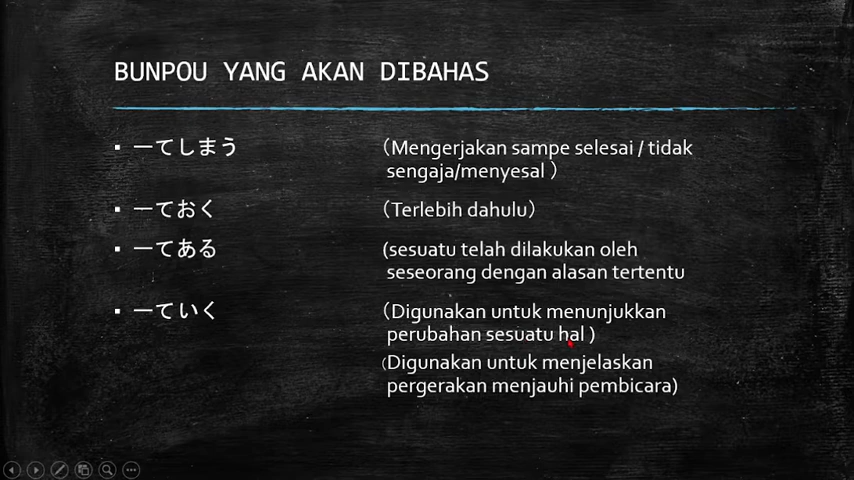 BUNPOU YANG AKAN DIBAHAS
▪ ーてしまう (Mengerjakan sampe selesai / tidak
sengaja/menyesal )
▪ ーておく (Terlebih dahulu)
▪ ーてある (sesuatu telah dilakukan oleh
seseorang dengan alasan tertentu
▪ ーていく (Digunakan untuk menunjukkan
perubahan sesuatu hal )
(Digunakan untuk menjelaskan
pergerakan menjauhi pembicara)